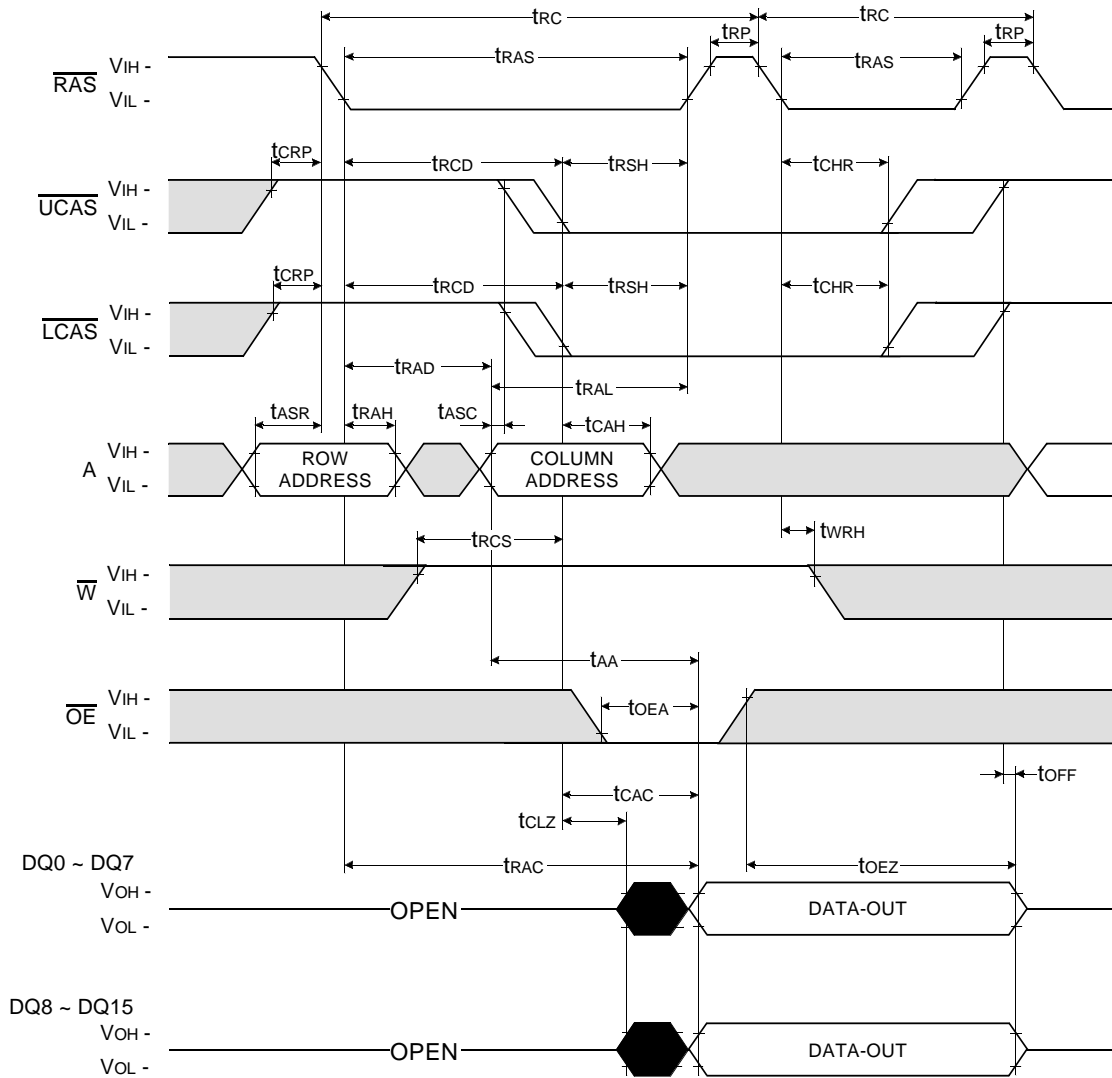 tRC tRC
tRP tRP
tRAS tRAS
RAS
VIH -
VIL -
tCRP tRCD tRSH tCHR
UCAS
VIH -
VIL -
tCRP tRCD tRSH tCHR
LCAS
VIH -
VIL -
tRAD
tRAL
tASR tRAH tASC tCAH
A
VIH -
VIL -
ROW
ADDRESS
COLUMN
ADDRESS
tRCS tWRH
W
VIH -
VIL -
tAA
OE
VIH -
VIL -
tOEA
tOFF
tCAC
tCLZ
tRAC tOEZ
DQ0 ~ DQ7
VOH -
VOL -
OPEN DATA-OUT
DQ8 ~ DQ15
VOH -
VOL -
OPEN DATA-OUT